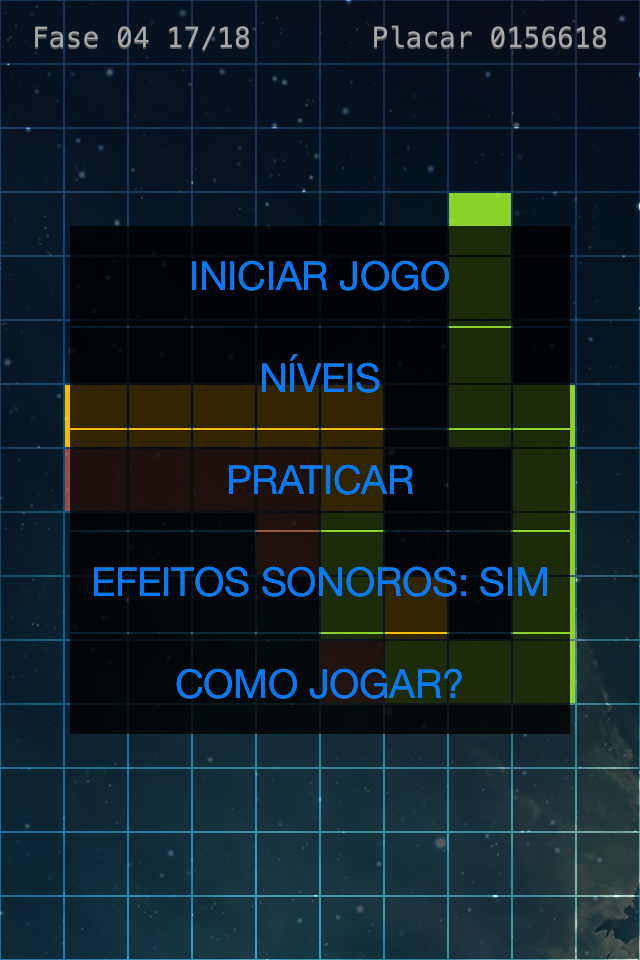 Fase 04 17/18 Placar 0156618
INICIAR JOGO
NÍVEIS
PRATICAR
EFEITOS SONOROS: SIM
COMO JOGAR?